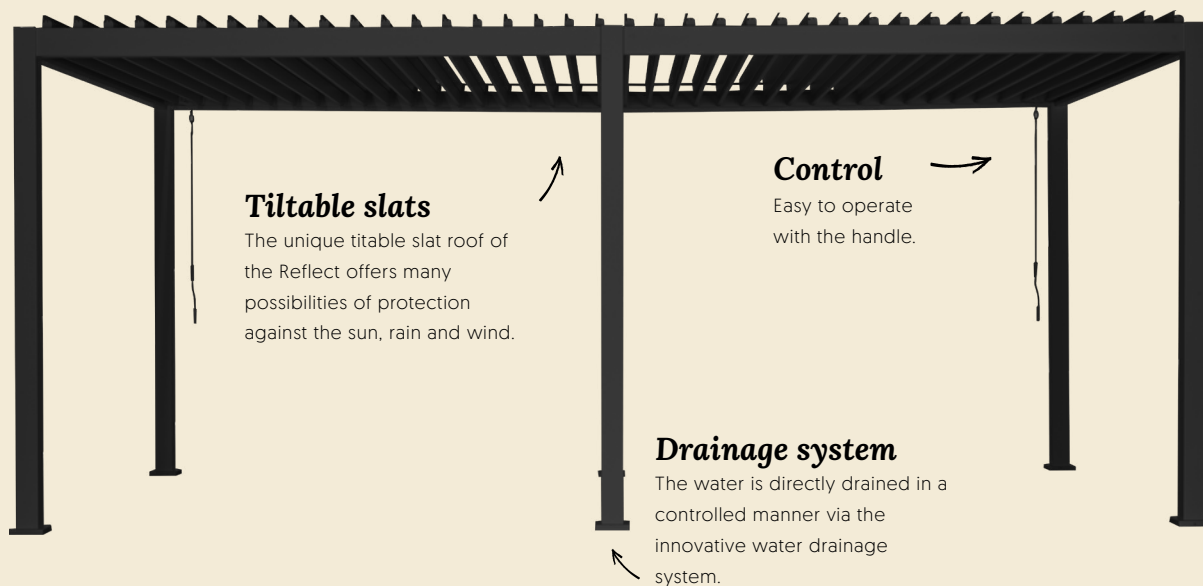 Tiltable slats
The unique titable slat roof of
the Reflect offers many
possibilities of protection
against the sun, rain and wind.
Control
Easy to operate
with the handle.
Drainage system
The water is directly drained in a
controlled manner via the
innovative water drainage
system.